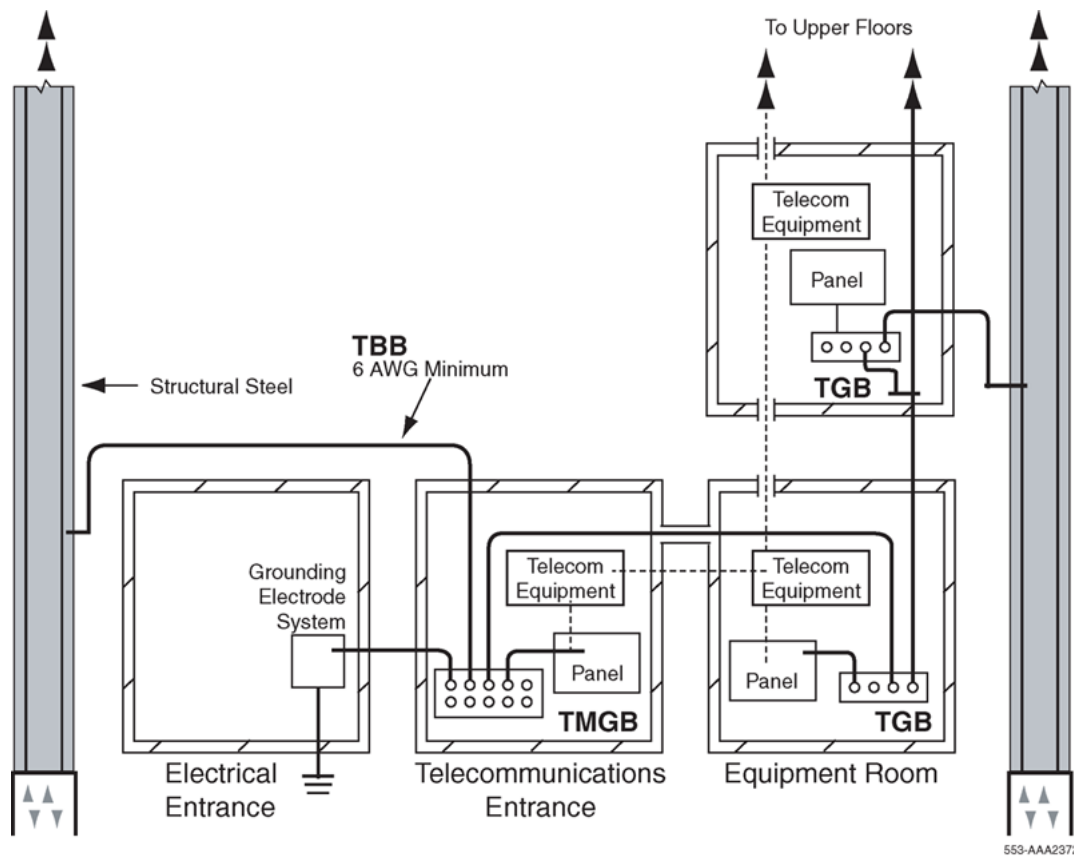 To Upper Floors
Telecom
Equipment
Panel
TGB
TBB
6 AWG Minimum
Structural Steel
Grounding
Electrode
System
Telecom
Equipment
Panel
TMGB
Telecom
Equipment
Panel
TGB
Electrical
Entrance
Telecommunications
Entrance
Equipment Room